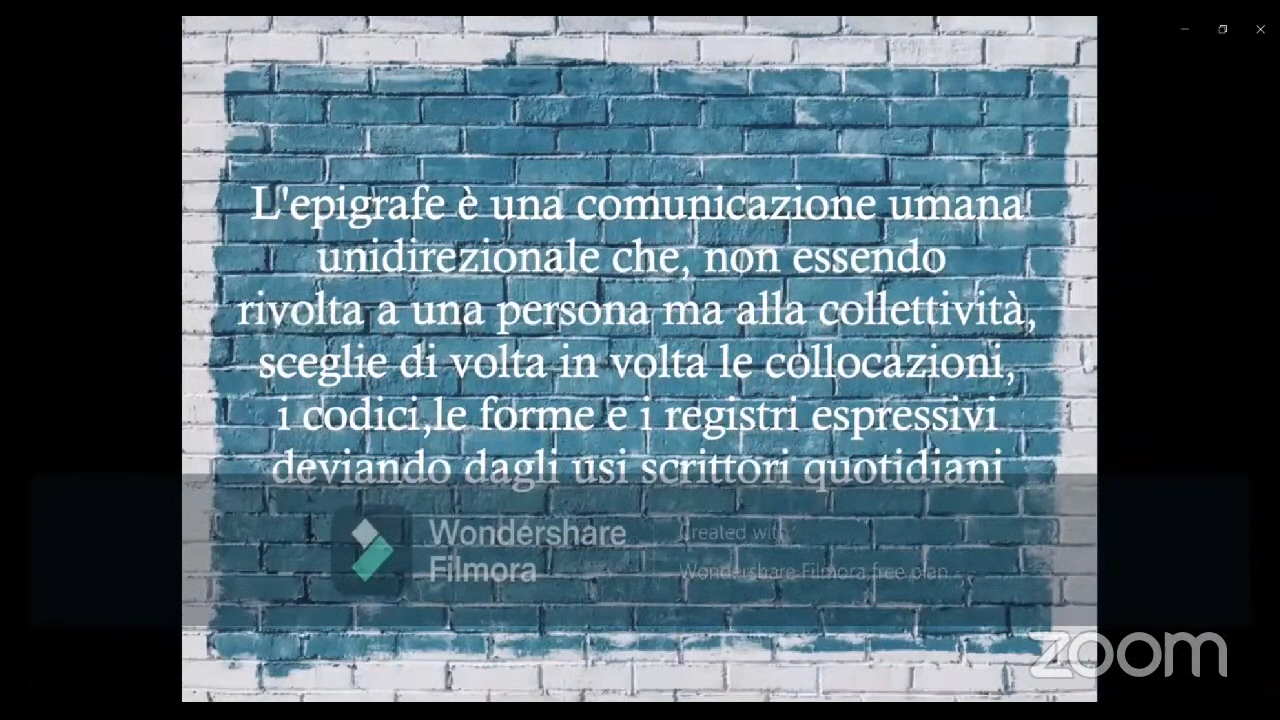 L'epigrafe è una comunicazione umana
unidirezionale che, non essendo
rivolta a una persona ma alla collettività,
sceglie di volta in volta le collocazioni,
i codici,le forme e i registri espressivi
deviando dagli usi scrittori quotidiani
Wondershare
Filmora
Created with
Wondershare Filmora free plan
zoom